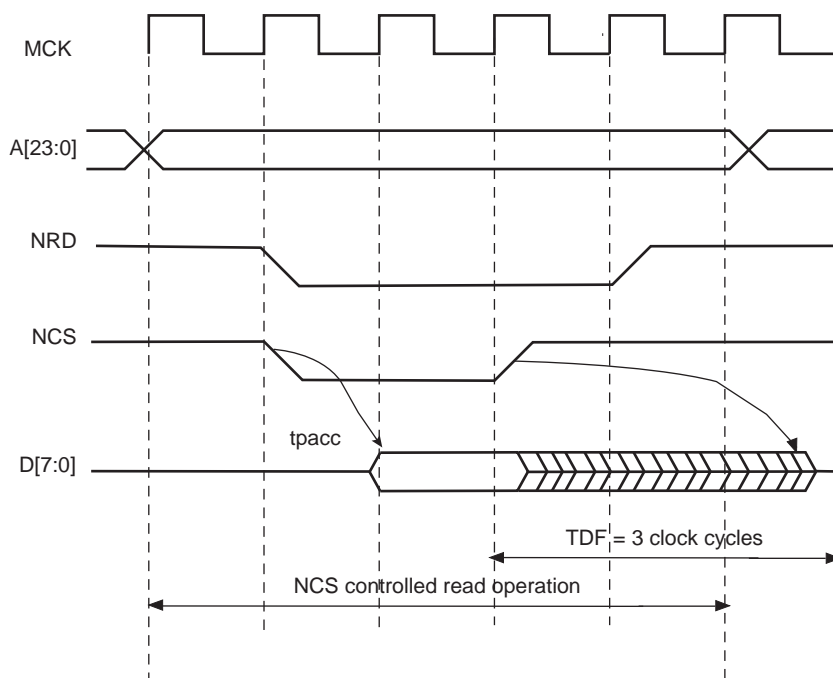 MCK
A[23:0]
NRD
NCS
tpacc
D[7:0]
TDF = 3 clock cycles
NCS controlled read operation